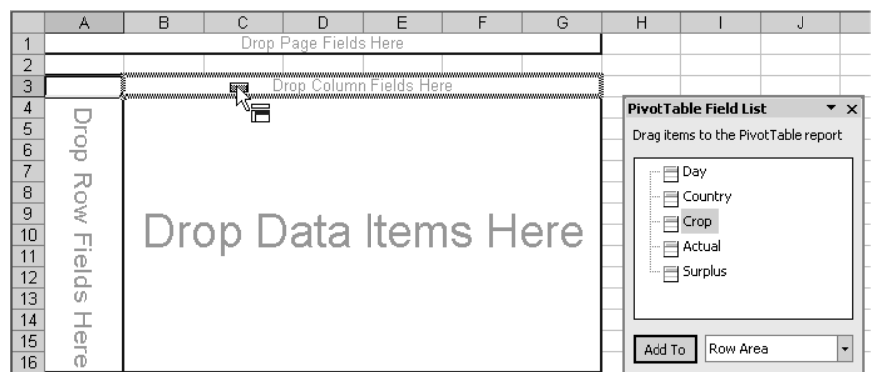 A B C D E F G H I J
1 Drop Page Fields Here
2
3 Drop Column Fields Here
4
5
6
7
8
9
10
11
12
13
14
15
16
Drop Row Fields Here
Drop Data Items Here
PivotTable Field List
Drag items to the PivotTable report
Day
Country
Crop
Actual
Surplus
Add To Row Area